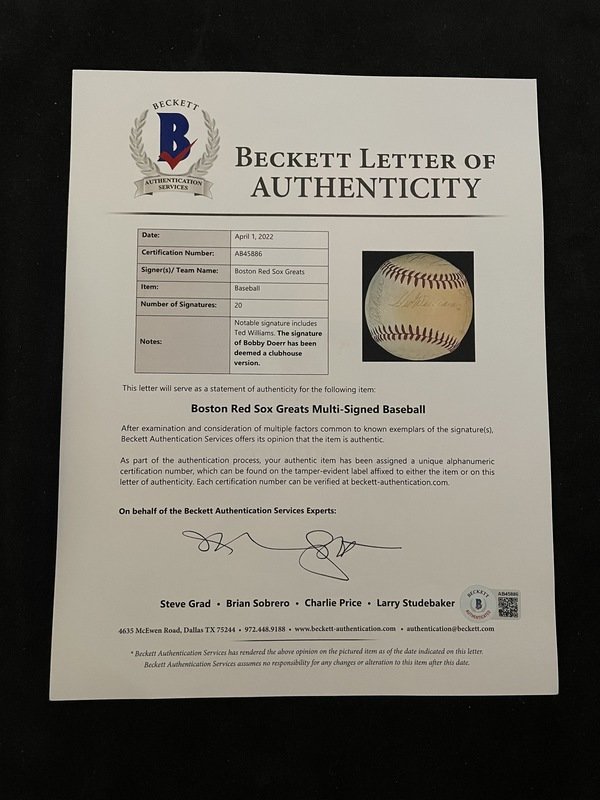 BECKETT
B
AUTHENTICATION
SERVICES
BECKETT LETTER OF
AUTHENTICITY
Date: April 1, 2022
Certification Number: AB45886
Signer(s)/ Team Name: Boston Red Sox Greats
Item: Baseball
Number of Signatures: 20
Notes: Notable signature includes
Ted Williams. The signature
of Bobby Doerr has been
deemed a clubhouse
version.
Ted Williams
This letter will serve as a statement of authenticity for the following item:
Boston Red Sox Greats Multi-Signed Baseball
After examination and consideration of multiple factors common to known exemplars of the signature(s),
Beckett Authentication Services offers its opinion that the item is authentic.
As part of the authentication process, your authentic item has been assigned a unique alphanumeric
certification number, which can be found on the tamper-evident label affixed to either the item or on this
letter of authenticity. Each certification number can be verified at beckett-authentication.com.
On behalf of the Beckett Authentication Services Experts:
Steve Grad • Brian Sobrero • Charlie Price • Larry Studebaker
BECKETT
B
AUTHENTICATED
AB45886
4635 McEwen Road, Dallas TX 75244 • 972.448.9188 • www.beckett-authentication.com • authentication@beckett.com
* Beckett Authentication Services has rendered the above opinion on the pictured item as of the date indicated on this letter.
Beckett Authentication Services assumes no responsibility for any changes or alteration to this item after this date.